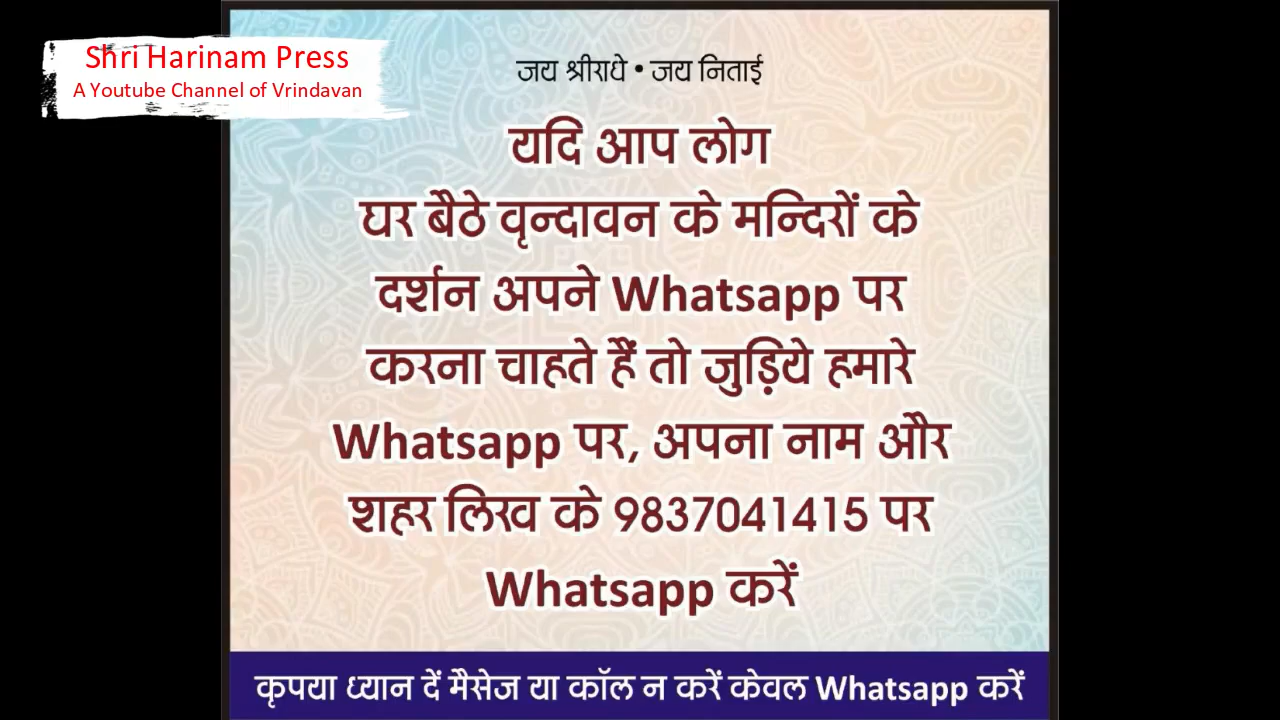 Shri Harinam Press
A Youtube Channel of Vrindavan
जय श्रीराधे • जय निताई
यदि आप लोग
घर बैठे वृन्दावन के मन्दिरों के
दर्शन अपने Whatsapp पर
करना चाहते हैं तो जुड़िये हमारे
Whatsapp पर, अपना नाम और
शहर लिख के 9837041415 पर
Whatsapp करें
कृपया ध्यान दें मैसेज या कॉल न करें केवल Whatsapp करें